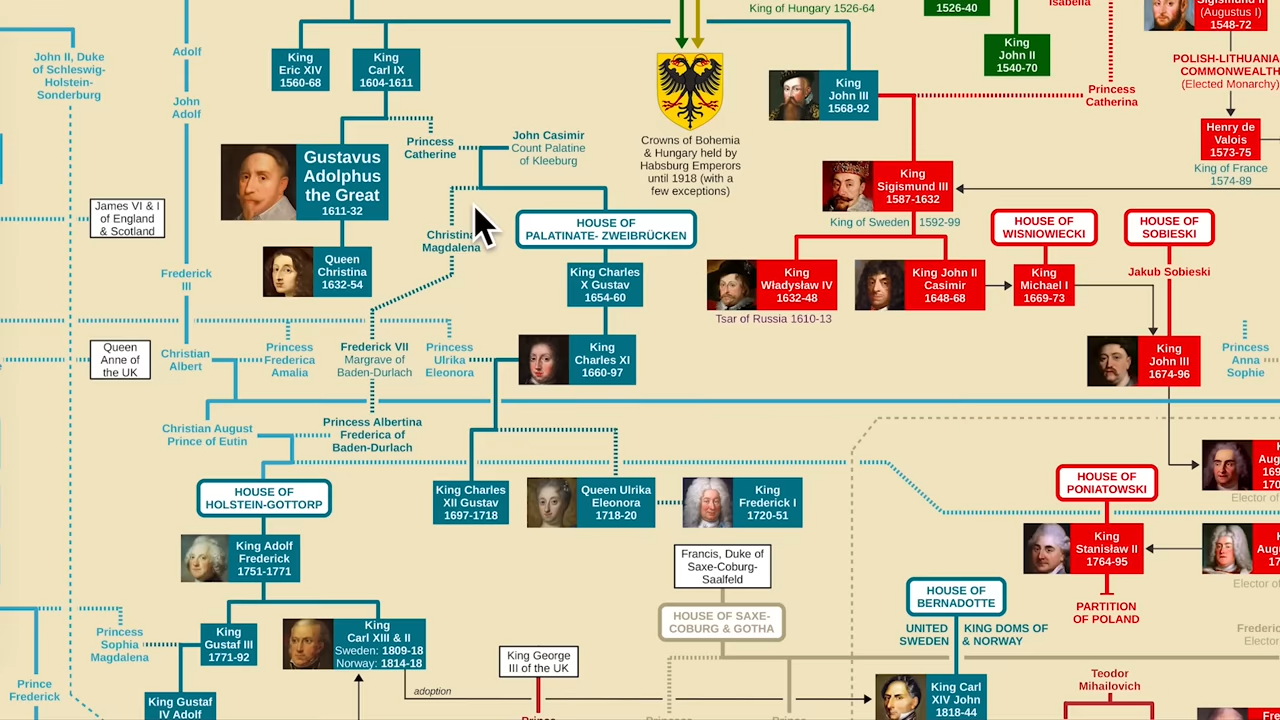 King of Hungary 1526-64
1526-40
Isabella
Sigismund II
(Augustus I)
1548-72
John II, Duke
of Schleswig-
Holstein-
Sonderburg
Adolf
John
Adolf
King
Eric XIV
1560-68
King
Carl IX
1604-1611
King
John III
1568-92
King
John II
1540-70
Princess
Catherina
POLISH-LITHUANIA
COMMONWEALTH
(Elected Monarchy)
Henry de
Valois
1573-75
King of France
1574-89
Princess
Catherine
John Casimir
Count Palatine
of Kleeburg
Crowns of Bohemia
& Hungary held by
Habsburg Emperors
until 1918 (with a
few exceptions)
Gustavus
Adolphus
the Great
1611-32
James VI & I
of England
& Scotland
King
Sigismund III
1587-1632
King of Sweden 1592-99
HOUSE OF
PALATINATE- ZWEIBRÜCKEN
HOUSE OF
WISNIOWIECKI
HOUSE OF
SOBIESKI
Christina
Magdalena
Queen
Christina
1632-54
Frederick
III
King Charles
X Gustav
1654-60
King
Władysław IV
1632-48
Tsar of Russia 1610-13
King John II
Casimir
1648-68
King
Michael I
1669-73
Jakub Sobieski
Queen
Anne of
the UK
Christian
Albert
Princess
Frederica
Amalia
Frederick VII
Margrave of
Baden-Durlach
Princess
Ulrika
Eleonora
King
Charles XI
1660-97
King
John III
1674-96
Princess
Anna
Sophie
Christian August
Prince of Eutin
Princess Albertina
Frederica of
Baden-Durlach
HOUSE OF
HOLSTEIN-GOTTORP
King Charles
XII Gustav
1697-1718
Queen Ulrika
Eleonora
1718-20
King
Frederick I
1720-51
HOUSE OF
PONIATOWSKI
Elector of
King Adolf
Frederick
1751-1771
Francis, Duke of
Saxe-Coburg-
Saalfeld
King
Stanisław II
1764-95
Elector of
HOUSE OF SAXE-
COBURG & GOTHA
HOUSE OF
BERNADOTTE
PARTITION
OF POLAND
UNITED KING DOMS OF
SWEDEN & NORWAY
Princess
Sophia
Magdalena
King
Gustaf III
1771-92
King
Carl XIII & II
Sweden: 1809-18
Norway: 1814-18
King George
III of the UK
Prince
Frederick
King Gustaf
IV Adolf
adoption
King Carl
XIV John
1818-44
Teodor
Mihailovich